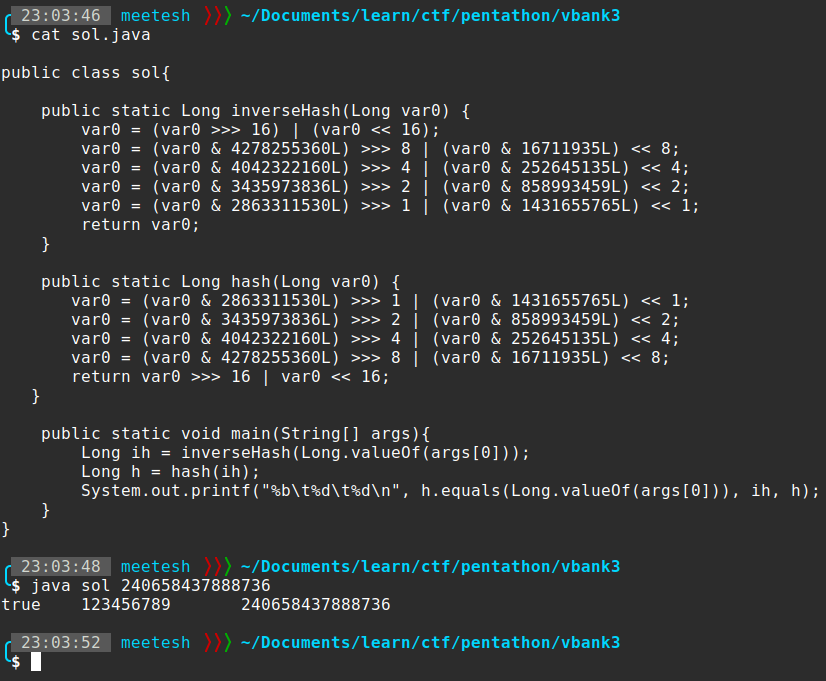 23:03:46 meetesh ❯❯❯ ~/Documents/learn/ctf/pentathon/vbank3
$ cat sol.java
public class sol{
    public static Long inverseHash(Long var0) {
        var0 = (var0 >>> 16) | (var0 << 16);
        var0 = (var0 & 4278255360L) >>> 8 | (var0 & 16711935L) << 8;
        var0 = (var0 & 4042322160L) >>> 4 | (var0 & 252645135L) << 4;
        var0 = (var0 & 3435973836L) >>> 2 | (var0 & 858993459L) << 2;
        var0 = (var0 & 2863311530L) >>> 1 | (var0 & 1431655765L) << 1;
        return var0;
    }
    public static Long hash(Long var0) {
       var0 = (var0 & 2863311530L) >>> 1 | (var0 & 1431655765L) << 1;
       var0 = (var0 & 3435973836L) >>> 2 | (var0 & 858993459L) << 2;
       var0 = (var0 & 4042322160L) >>> 4 | (var0 & 252645135L) << 4;
       var0 = (var0 & 4278255360L) >>> 8 | (var0 & 16711935L) << 8;
       return var0 >>> 16 | var0 << 16;
   }
    public static void main(String[] args){
        Long ih = inverseHash(Long.valueOf(args[0]));
        Long h = hash(ih);
        System.out.printf("%b\t%d\t%d\n", h.equals(Long.valueOf(args[0])), ih, h);
    }
}
23:03:48 meetesh ❯❯❯ ~/Documents/learn/ctf/pentathon/vbank3
$ java sol 240658437888736
true    123456789       240658437888736
23:03:52 meetesh ❯❯❯ ~/Documents/learn/ctf/pentathon/vbank3
$